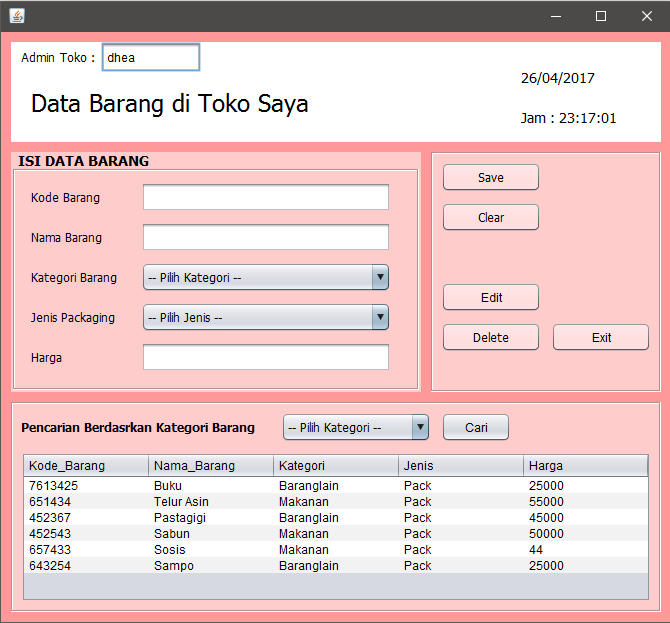 Admin Toko : dhea
26/04/2017
Data Barang di Toko Saya
Jam : 23:17:01
ISI DATA BARANG
Kode Barang
Nama Barang
Kategori Barang -- Pilih Kategori --
Jenis Packaging -- Pilih Jenis --
Harga
Save
Clear
Edit
Delete Exit
Pencarian Berdasrkan Kategori Barang -- Pilih Kategori -- Cari
Kode_Barang Nama_Barang Kategori Jenis Harga
7613425 Buku Baranglain Pack 25000
651434 Telur Asin Makanan Pack 55000
452367 Pastagigi Baranglain Pack 45000
452543 Sabun Makanan Pack 50000
657433 Sosis Makanan Pack 44
643254 Sampo Baranglain Pack 25000